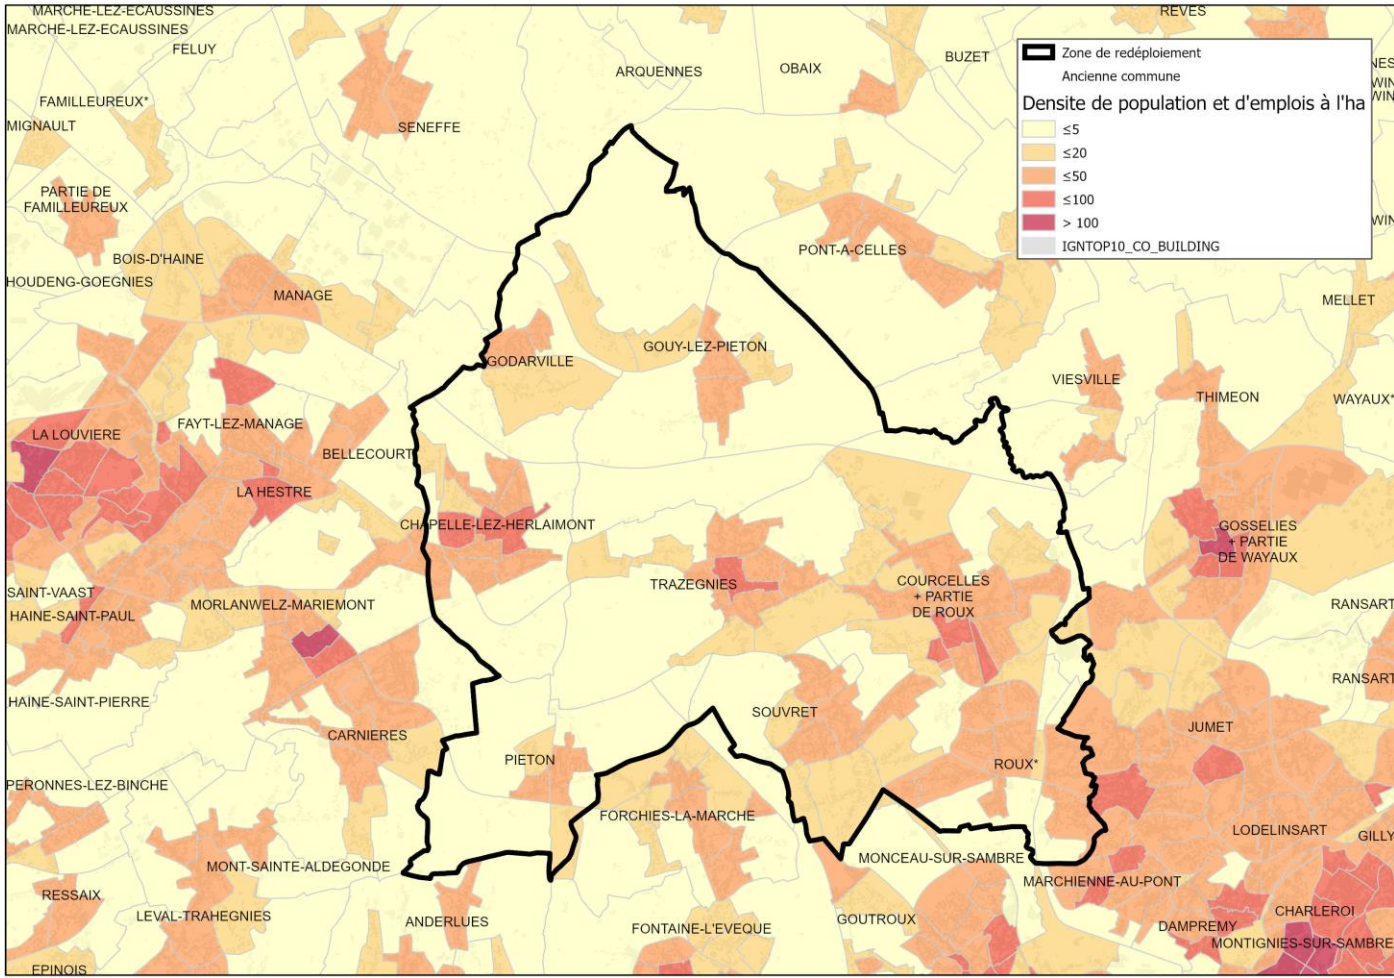 MARCHE-LEZ-ECAUSSINES
MARCHE-LEZ-ECAUSSINES
FELUY
REVES
ARQUENNES
OBAIX
BUZET
Zone de redéploiement
Ancienne commune
Densite de population et d'emplois à l'ha
≤5
≤20
≤50
≤100
> 100
IGNTOP10_CO_BUILDING
FAMILLEUREUX*
MIGNAULT
SENEFFE
PARTIE DE
FAMILLEUREUX
BOIS-D'HAINE
HOUDENG-GOEGNIES
MANAGE
PONT-A-CELLES
MELLET
GODARVILLE
GOUY-LEZ-PIETON
VIESVILLE
THIMEON
WAYAUX*
LA LOUVIERE
FAYT-LEZ-MANAGE
BELLECOURT
LA HESTRE
CHAPELLE-LEZ-HERLAIMONT
GOSSELIES
+ PARTIE
DE WAYAUX
SAINT-VAAST
HAINE-SAINT-PAUL
MORLANWELZ-MARIEMONT
TRAZEGNIES
COURCELLES
+ PARTIE
DE ROUX
RANSART
RANSART
HAINE-SAINT-PIERRE
CARNIERES
SOUVRET
JUMET
PIETON
ROUX*
PERONNES-LEZ-BINCHE
FORCHIES-LA-MARCHE
LODELINSART
GILLY
MONT-SAINTE-ALDEGONDE
MONCEAU-SUR-SAMBRE
RESSAIX
MARCHIENNE-AU-PONT
LEVAL-TRAHEGNIES
ANDERLUES
FONTAINE-L'EVEQUE
GOUTROUX
DAMPREMY
CHARLEROI
MONTIGNIES-SUR-SAMBRE
EPINOIS